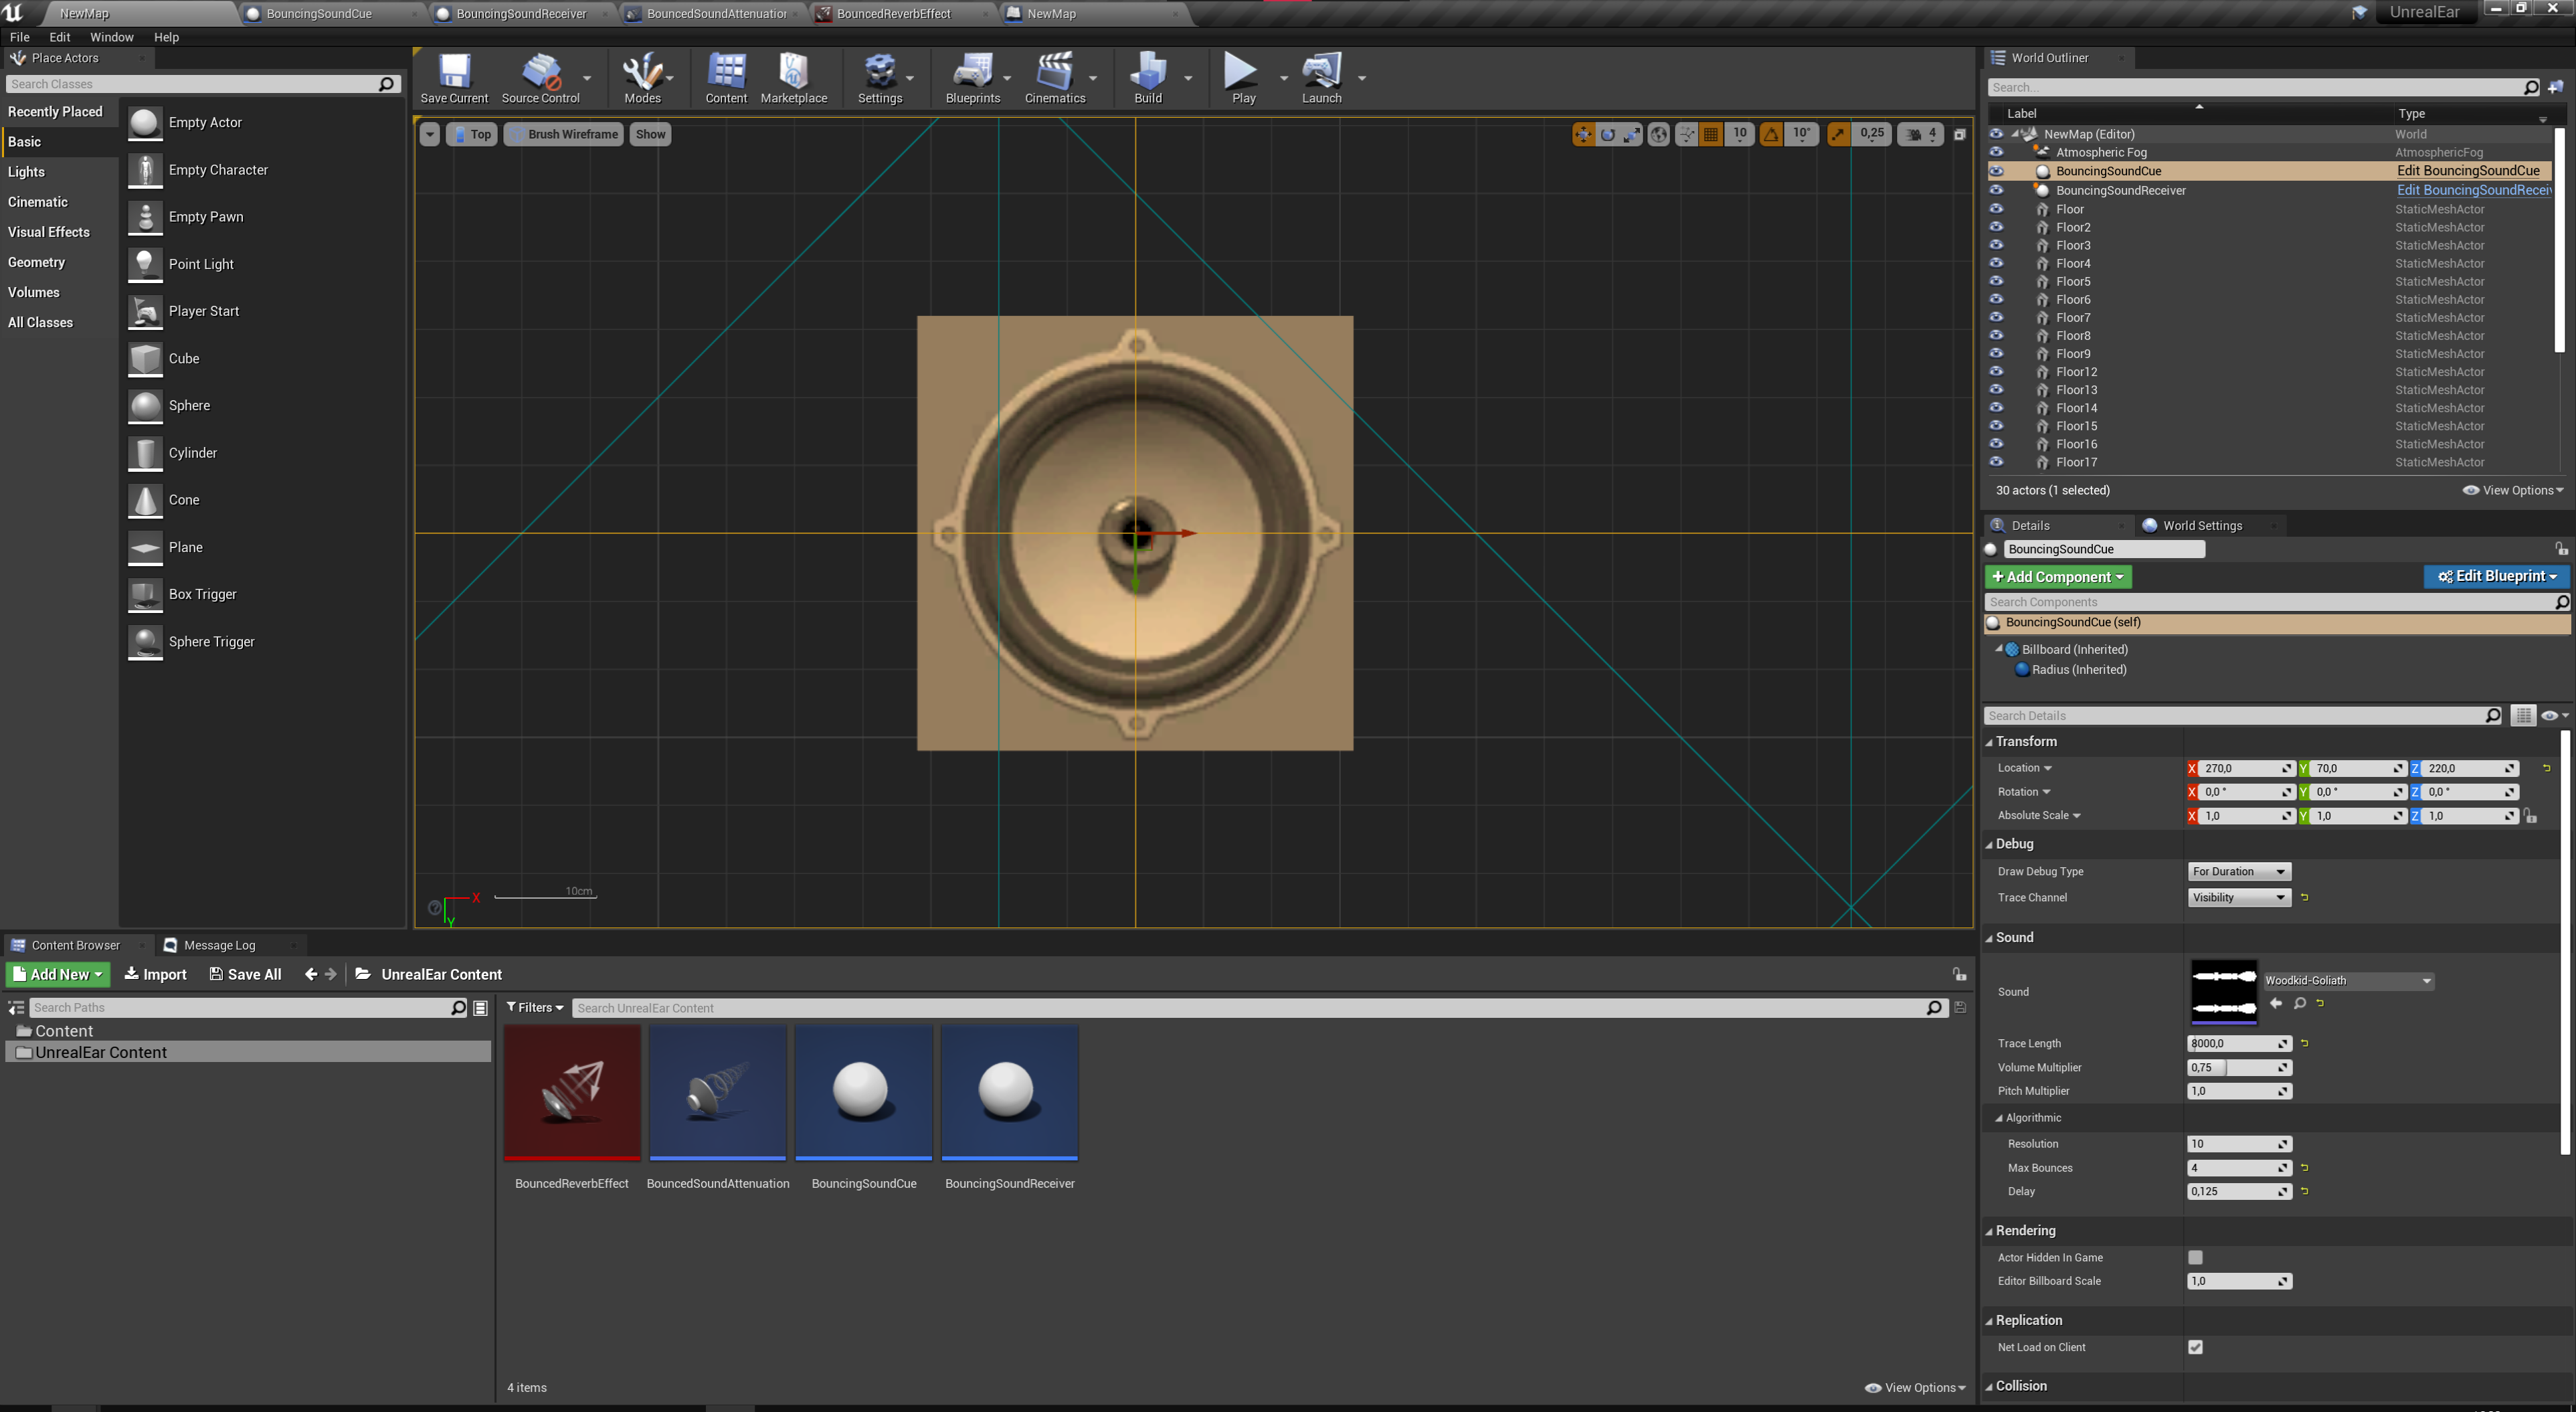 NewMap
BouncingSoundCue
BouncingSoundReceiver
BouncedSoundAttenuation
BouncedReverbEffect
NewMap
UnrealEar
File Edit Window Help
Place Actors
Search Classes
Recently Placed
Basic
Lights
Cinematic
Visual Effects
Geometry
Volumes
All Classes
Empty Actor
Empty Character
Empty Pawn
Point Light
Player Start
Cube
Sphere
Cylinder
Cone
Plane
Box Trigger
Sphere Trigger
Save Current
Source Control
Modes
Content
Marketplace
Settings
Blueprints
Cinematics
Build
Play
Launch
Top
Brush Wireframe
Show
10
10°
0,25
4
10cm
X
Y
World Outliner
Search...
Label Type
NewMap (Editor) World
Atmospheric Fog AtmosphericFog
BouncingSoundCue Edit BouncingSoundCue
BouncingSoundReceiver Edit BouncingSoundRecei
Floor StaticMeshActor
Floor2 StaticMeshActor
Floor3 StaticMeshActor
Floor4 StaticMeshActor
Floor5 StaticMeshActor
Floor6 StaticMeshActor
Floor7 StaticMeshActor
Floor8 StaticMeshActor
Floor9 StaticMeshActor
Floor12 StaticMeshActor
Floor13 StaticMeshActor
Floor14 StaticMeshActor
Floor15 StaticMeshActor
Floor16 StaticMeshActor
Floor17 StaticMeshActor
30 actors (1 selected)
View Options
Details
World Settings
BouncingSoundCue
+ Add Component
Edit Blueprint
Search Components
BouncingSoundCue (self)
Billboard (Inherited)
Radius (Inherited)
Search Details
Transform
Location X 270,0 Y 70,0 Z 220,0
Rotation X 0,0 ° Y 0,0 ° Z 0,0 °
Absolute Scale X 1,0 Y 1,0 Z 1,0
Debug
Draw Debug Type For Duration
Trace Channel Visibility
Sound
Sound Woodkid-Goliath
Trace Length 8000,0
Volume Multiplier 0,75
Pitch Multiplier 1,0
Algorithmic
Resolution 10
Max Bounces 4
Delay 0,125
Rendering
Actor Hidden In Game
Editor Billboard Scale 1,0
Replication
Net Load on Client
Collision
Content Browser
Message Log
Add New
Import
Save All
UnrealEar Content
Search Paths
Content
UnrealEar Content
Filters
Search UnrealEar Content
BouncedReverbEffect
BouncedSoundAttenuation
BouncingSoundCue
BouncingSoundReceiver
4 items
View Options